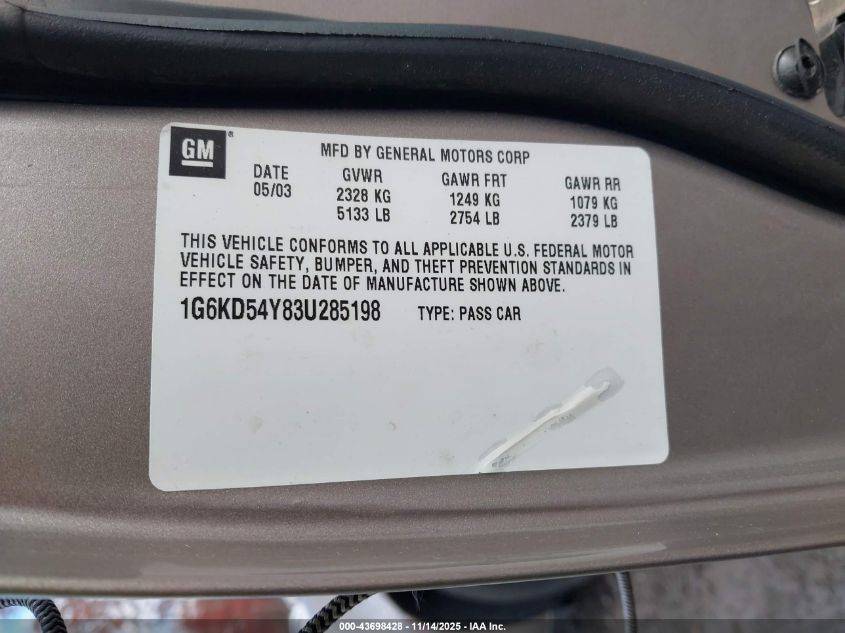 GM®
MFD BY GENERAL MOTORS CORP
DATE GVWR GAWR FRT GAWR RR
05/03 2328 KG 1249 KG 1079 KG
5133 LB 2754 LB 2379 LB
THIS VEHICLE CONFORMS TO ALL APPLICABLE U.S. FEDERAL MOTOR
VEHICLE SAFETY, BUMPER, AND THEFT PREVENTION STANDARDS IN
EFFECT ON THE DATE OF MANUFACTURE SHOWN ABOVE.
1G6KD54Y83U285198 TYPE: PASS CAR
000-43698428 - 11/14/2025 - IAA Inc.